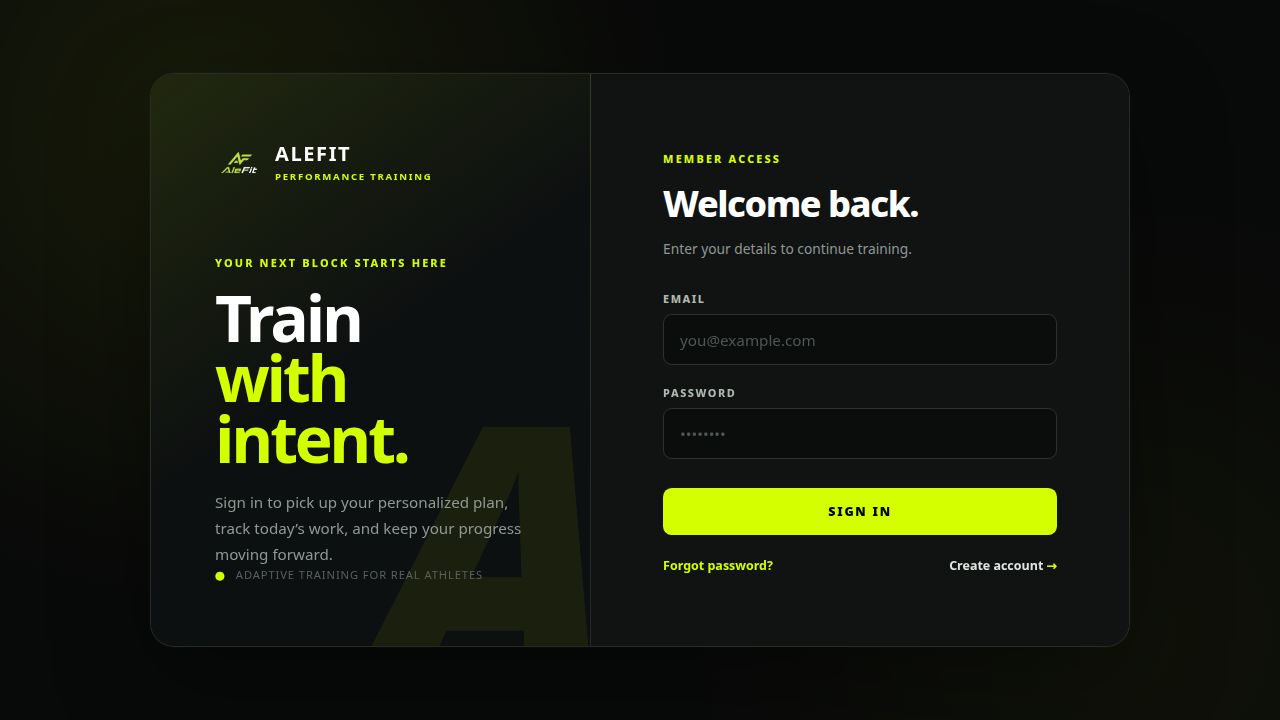 AF
AleFit
ALEFIT
PERFORMANCE TRAINING
YOUR NEXT BLOCK STARTS HERE
Train
with
intent.
Sign in to pick up your personalized plan,
track today’s work, and keep your progress
moving forward.
ADAPTIVE TRAINING FOR REAL ATHLETES
A
MEMBER ACCESS
Welcome back.
Enter your details to continue training.
EMAIL
you@example.com
PASSWORD
••••••••
SIGN IN
Forgot password?
Create account →